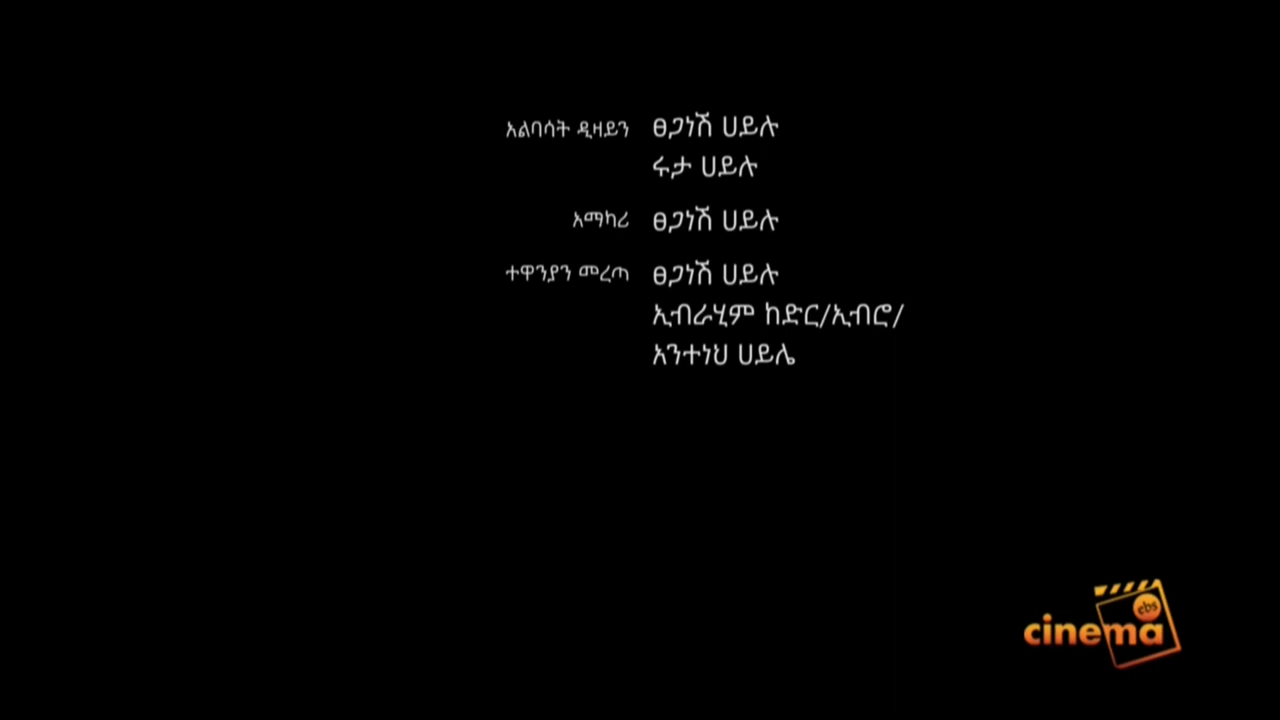 አልባሳት ዲዛይን ፀጋነሽ ሀይሉ
ሩታ ሀይሉ
አማካሪ ፀጋነሽ ሀይሉ
ተዋንያን መረጣ ፀጋነሽ ሀይሉ
ኢብራሂም ከድር/ኢብሮ/
አንተነህ ሀይሌ
cbs
cinema